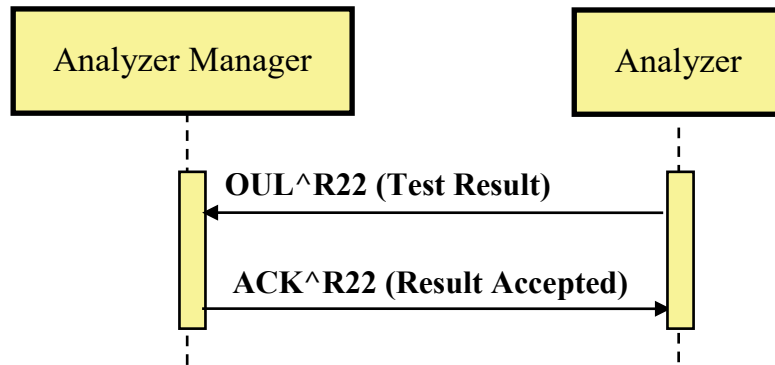 Analyzer Manager
Analyzer
OUL^R22 (Test Result)
ACK^R22 (Result Accepted)